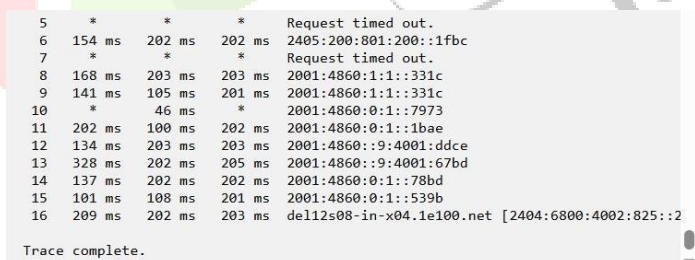 5 * * * Request timed out.
6 154 ms 202 ms 202 ms 2405:200:801:200::1fbc
7 * * * Request timed out.
8 168 ms 203 ms 203 ms 2001:4860:1:1::331c
9 141 ms 105 ms 201 ms 2001:4860:1:1::331c
10 * 46 ms * 2001:4860:0:1::7973
11 202 ms 100 ms 202 ms 2001:4860:0:1::1bae
12 134 ms 203 ms 203 ms 2001:4860::9:4001:ddce
13 328 ms 202 ms 205 ms 2001:4860::9:4001:67bd
14 137 ms 202 ms 202 ms 2001:4860:0:1::78bd
15 101 ms 108 ms 201 ms 2001:4860:0:1::539b
16 209 ms 202 ms 203 ms del12s08-in-x04.1e100.net [2404:6800:4002:825::2
Trace complete.